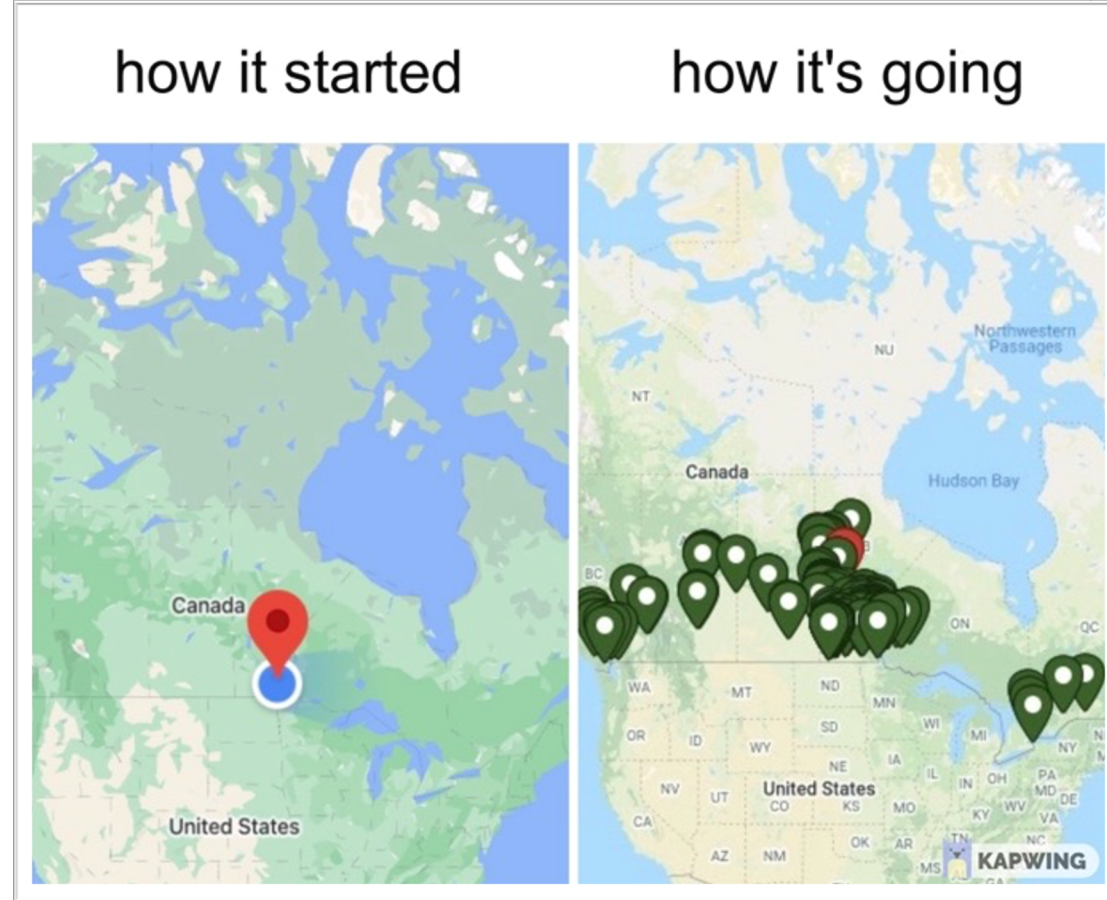 how it started
how it's going
Canada
United States
NU
Northwestern
Passages
NT
Canada
Hudson Bay
BC
ON
QC
WA
MT
ND
MN
OR
ID
SD
WI
MI
WY
NY
NE
IA
NV
UT
United States
IL
IN
OH
PA
MD
DE
CO
KS
MO
KY
WV
VA
CA
OK
TN
NC
AZ
NM
AR
MS
KAPWING